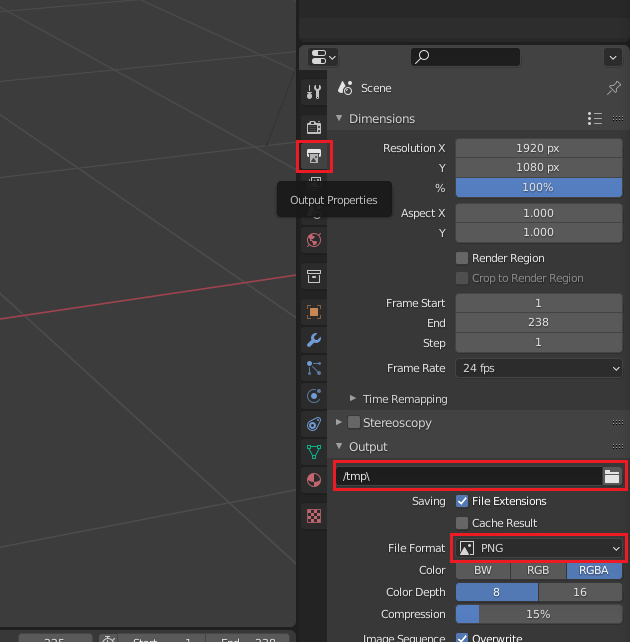 Scene
Dimensions
Resolution X 1920 px
Y 1080 px
% 100%
Output Properties
Aspect X 1.000
Y 1.000
Render Region
Crop to Render Region
Frame Start 1
End 238
Step 1
Frame Rate 24 fps
Time Remapping
Stereoscopy
Output
/tmp\
Saving File Extensions
Cache Result
File Format PNG
Color BW RGB RGBA
Color Depth 8 16
Compression 15%
Image Sequence Overwrite
Start 1 End 238